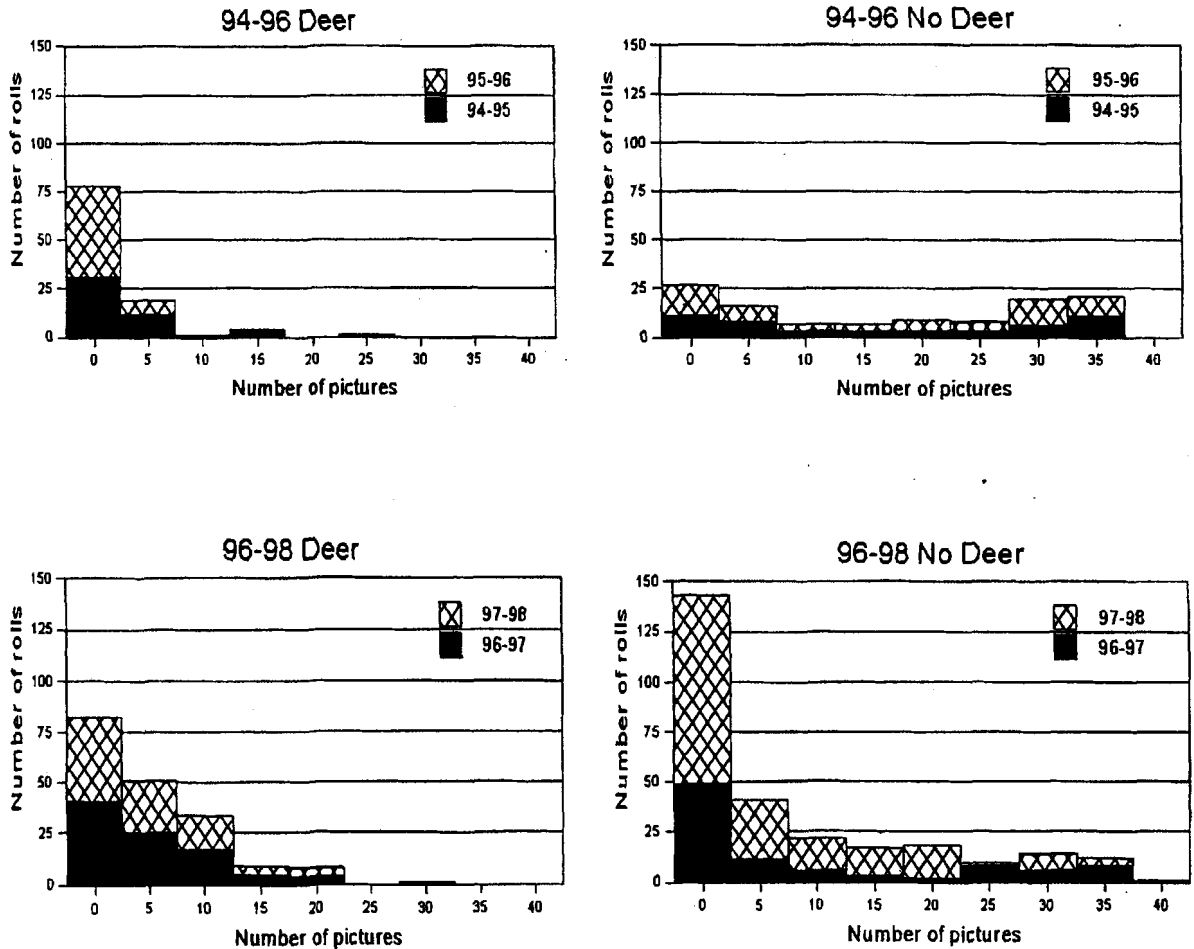 94-96 Deer
150
125
100
75
50
25
0
Number of rolls
95-96
94-95
0 5 10 15 20 25 30 35 40
Number of pictures
94-96 No Deer
150
125
100
75
50
25
0
Number of rolls
95-96
94-95
0 5 10 15 20 25 30 35 40
Number of pictures
96-98 Deer
150
125
100
75
50
25
0
Number of rolls
97-98
96-97
0 5 10 15 20 25 30 35 40
Number of pictures
96-98 No Deer
150
125
100
75
50
25
0
Number of rolls
97-98
96-97
0 5 10 15 20 25 30 35 40
Number of pictures